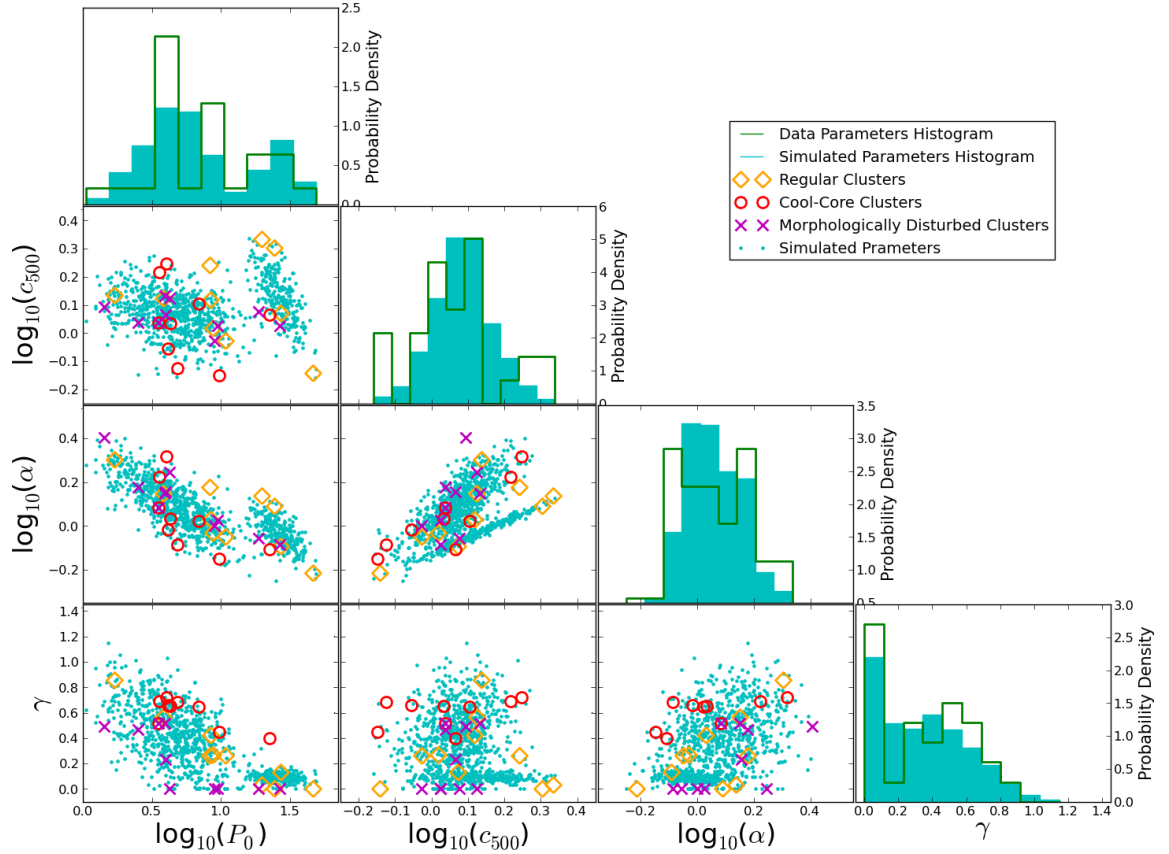 2.5
2.0
1.5
1.0
0.5
Probability Density
Data Parameters Histogram
Simulated Parameters Histogram
Regular Clusters
Cool-Core Clusters
Morphologically Disturbed Clusters
Simulated Prameters
log₁₀(c₅₀₀)
0.4
0.3
0.2
0.1
0.0
−0.1
−0.2
6
5
4
3
2
1
0
Probability Density
log₁₀(α)
0.4
0.2
0.0
−0.2
3.5
3.0
2.5
2.0
1.5
1.0
0.5
Probability Density
γ
1.4
1.2
1.0
0.8
0.6
0.4
0.2
0.0
3.0
2.5
2.0
1.5
1.0
0.5
0.0
Probability Density
0.0 0.5 1.0 1.5
−0.2 −0.1 0.0 0.1 0.2 0.3 0.4
−0.2 0.0 0.2 0.4
0.0 0.2 0.4 0.6 0.8 1.0 1.2 1.4
log₁₀(P₀) log₁₀(c₅₀₀) log₁₀(α) γ